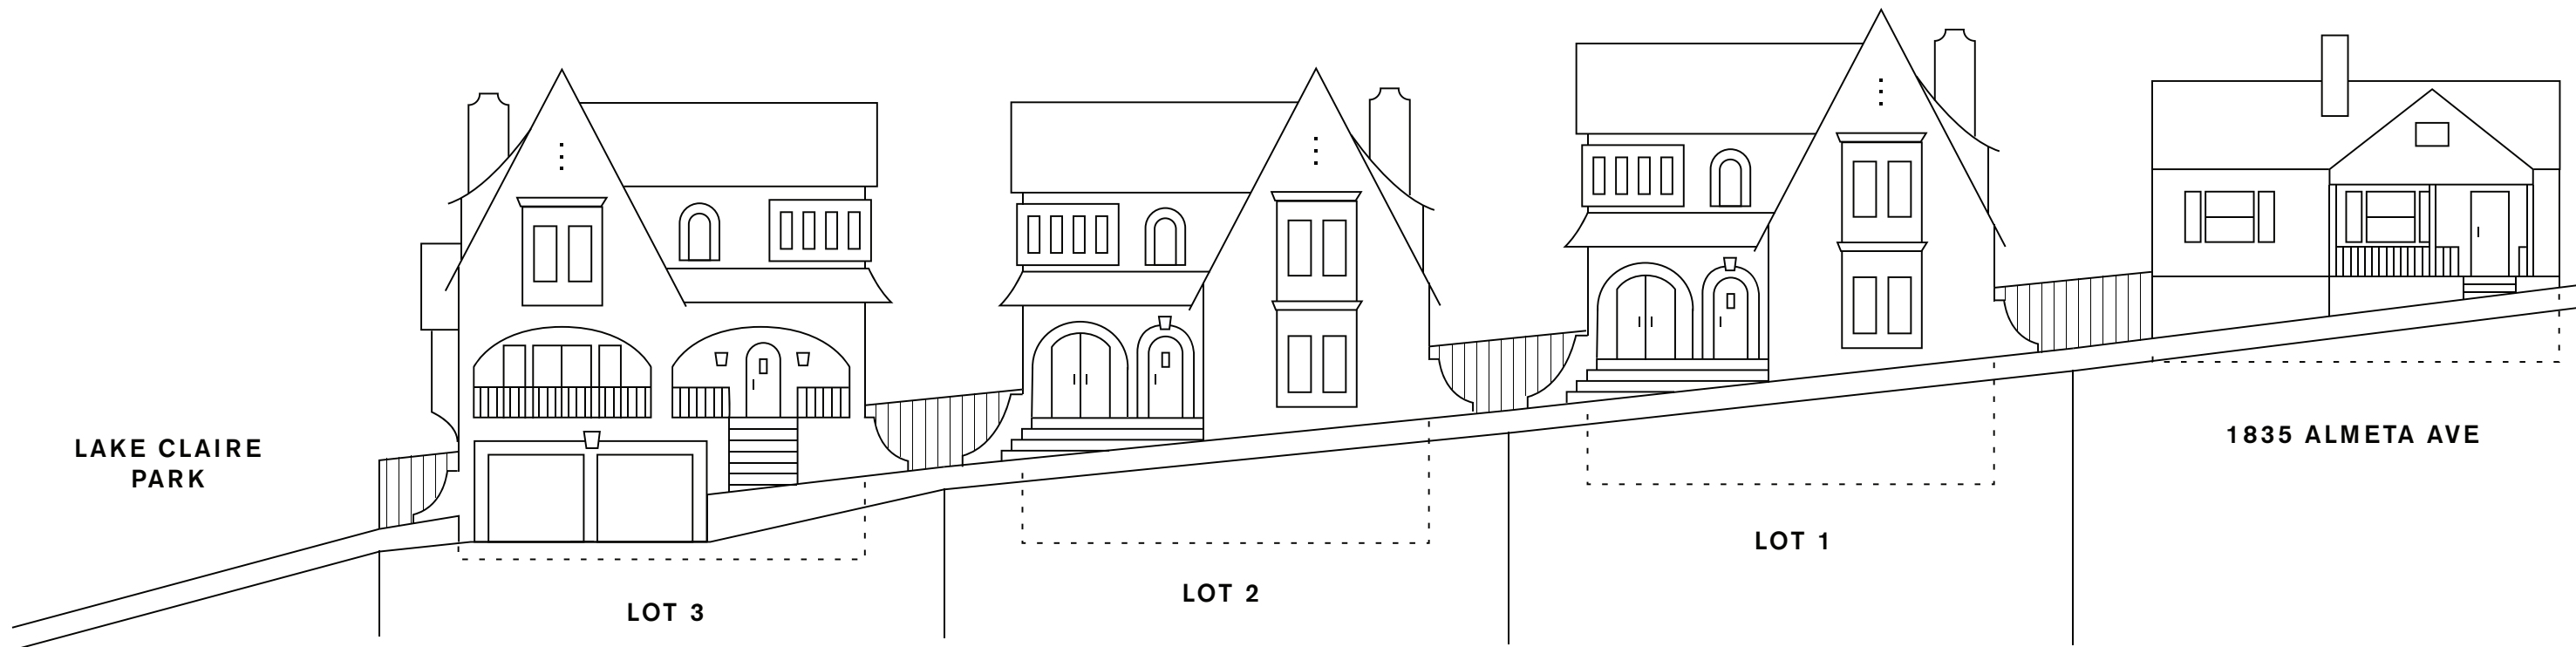 LAKE CLAIRE
PARK
LOT 3
LOT 2
LOT 1
1835 ALMETA AVE